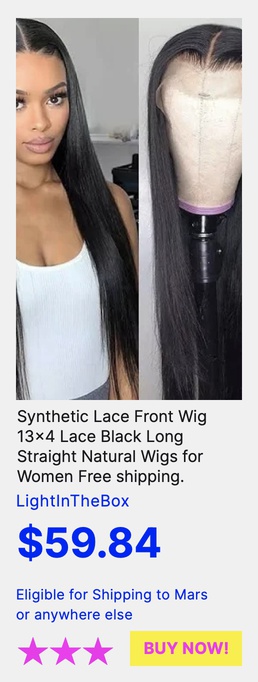 Synthetic Lace Front Wig
13×4 Lace Black Long
Straight Natural Wigs for
Women Free shipping.
LightInTheBox
$59.84
Eligible for Shipping to Mars
or anywhere else
BUY NOW!